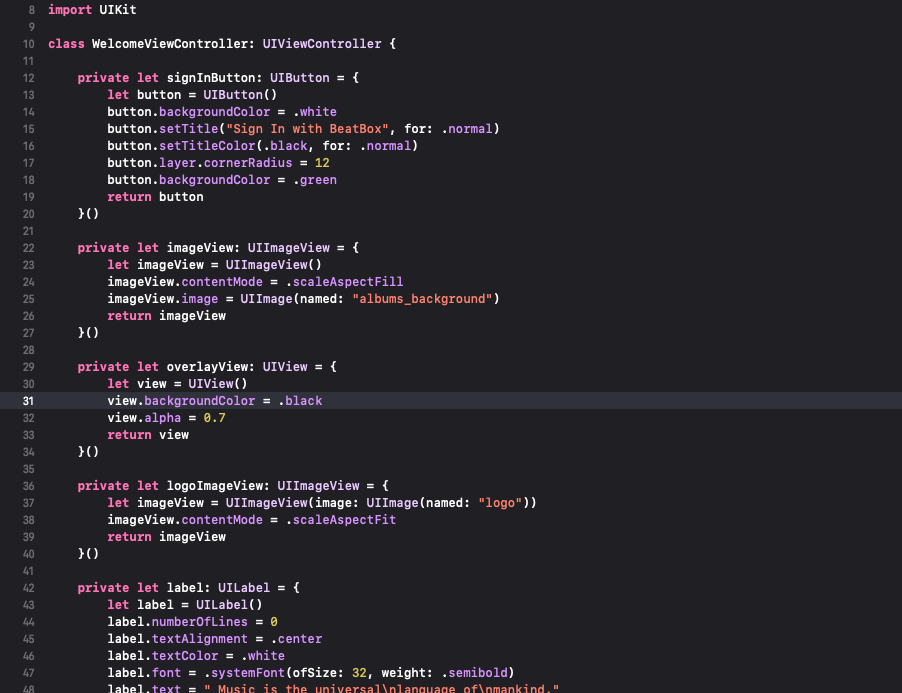 8 import UIKit
9
10 class WelcomeViewController: UIViewController {
11
12     private let signInButton: UIButton = {
13         let button = UIButton()
14         button.backgroundColor = .white
15         button.setTitle("Sign In with BeatBox", for: .normal)
16         button.setTitleColor(.black, for: .normal)
17         button.layer.cornerRadius = 12
18         button.backgroundColor = .green
19         return button
20     }()
21
22     private let imageView: UIImageView = {
23         let imageView = UIImageView()
24         imageView.contentMode = .scaleAspectFill
25         imageView.image = UIImage(named: "albums_background")
26         return imageView
27     }()
28
29     private let overlayView: UIView = {
30         let view = UIView()
31         view.backgroundColor = .black
32         view.alpha = 0.7
33         return view
34     }()
35
36     private let logoImageView: UIImageView = {
37         let imageView = UIImageView(image: UIImage(named: "logo"))
38         imageView.contentMode = .scaleAspectFit
39         return imageView
40     }()
41
42     private let label: UILabel = {
43         let label = UILabel()
44         label.numberOfLines = 0
45         label.textAlignment = .center
46         label.textColor = .white
47         label.font = .systemFont(ofSize: 32, weight: .semibold)
48         label.text = " Music is the universal\nlanguage of\nmankind."